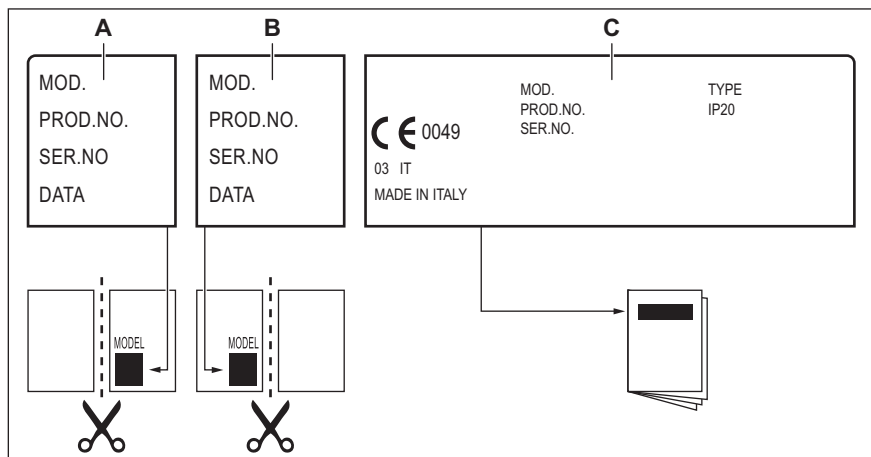 A
B
C
MOD.
PROD.NO.
SER.NO
DATA
MOD.
PROD.NO.
SER.NO
DATA
MOD.
PROD.NO.
SER.NO.
TYPE
IP20
CE 0049
03 IT
MADE IN ITALY
MODEL
MODEL